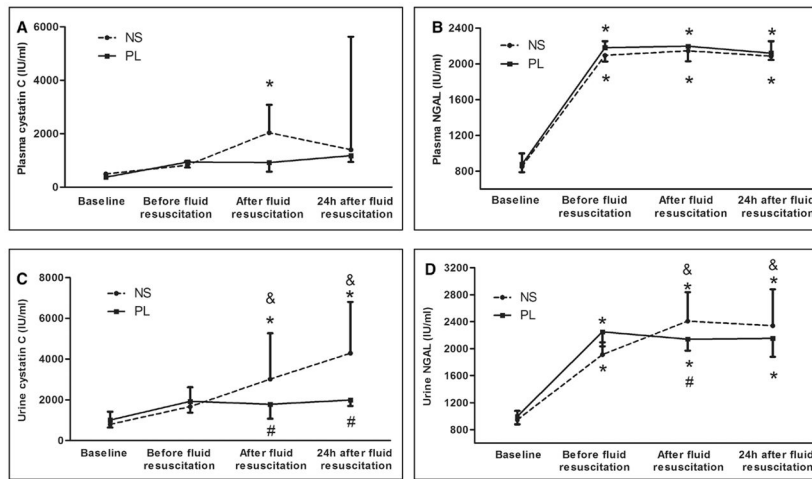 A
NS
PL
Plasma cystatin C (IU/ml)
6000
4000
2000
0
*
Baseline
Before fluid resuscitation
After fluid resuscitation
24h after fluid resuscitation
B
NS
PL
Plasma NGAL (IU/ml)
2400
2000
1600
1200
800
* * *
* * *
Baseline
Before fluid resuscitation
After fluid resuscitation
24h after fluid resuscitation
C
NS
PL
Urine cystatin C (IU/ml)
8000
6000
4000
2000
0
& &
* *
# #
Baseline
Before fluid resuscitation
After fluid resuscitation
24h after fluid resuscitation
D
NS
PL
Urine NGAL (IU/ml)
3200
2800
2400
2000
1600
1200
800
& &
* * *
* * *
#
Baseline
Before fluid resuscitation
After fluid resuscitation
24h after fluid resuscitation